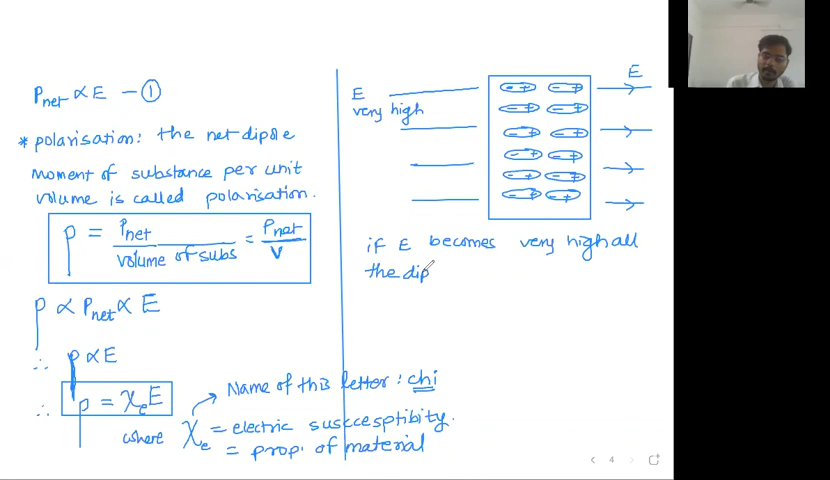 Pnet ∝ E — ①
* polarisation: the net dipole
moment of substance per unit
volume is called polarisation.
P = Pnet / volume of subs = Pnet / V
P ∝ Pnet ∝ E
∴ P ∝ E
∴ P = χe E
Name of this letter: chi
where χe = electric succesptibity.
= prop. of material
E
very high
E
- + - +
- + - +
- + - +
- + - +
- + - +
- + - +
if E becomes very high all
the dip
4